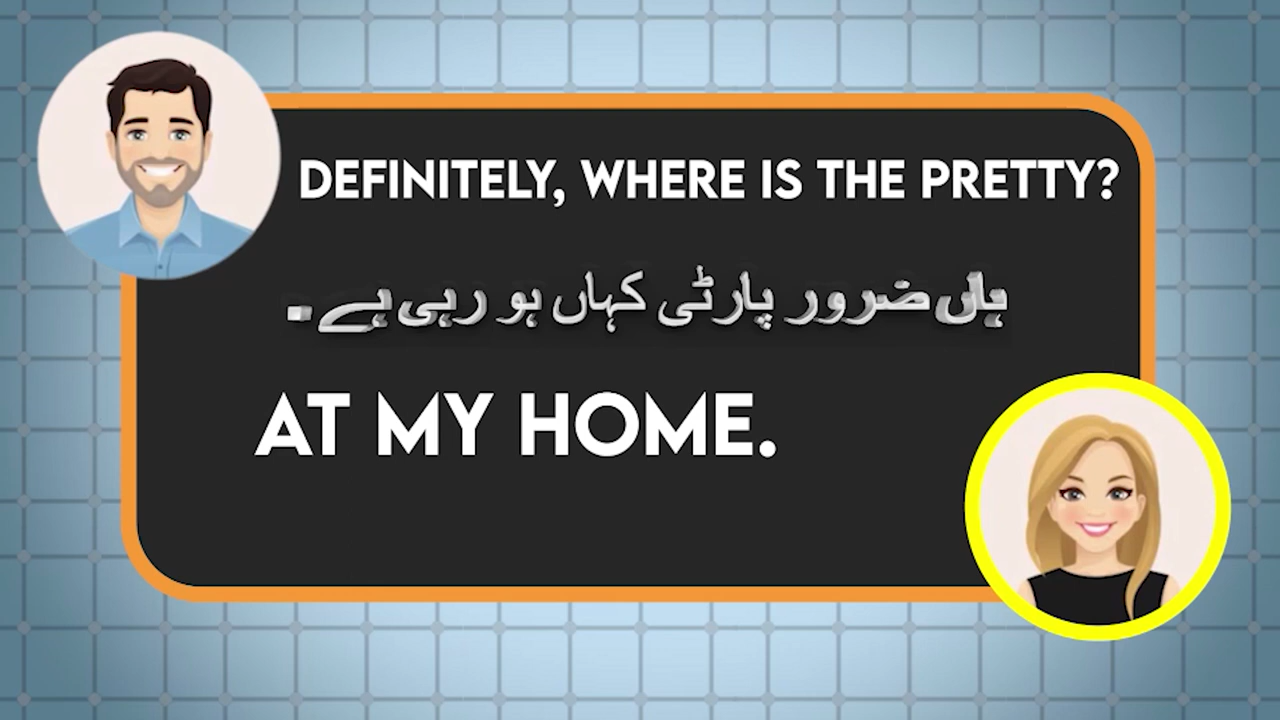 DEFINITELY, WHERE IS THE PRETTY?
ہاں ضرور پارٹی کہاں ہو رہی ہے۔
AT MY HOME.